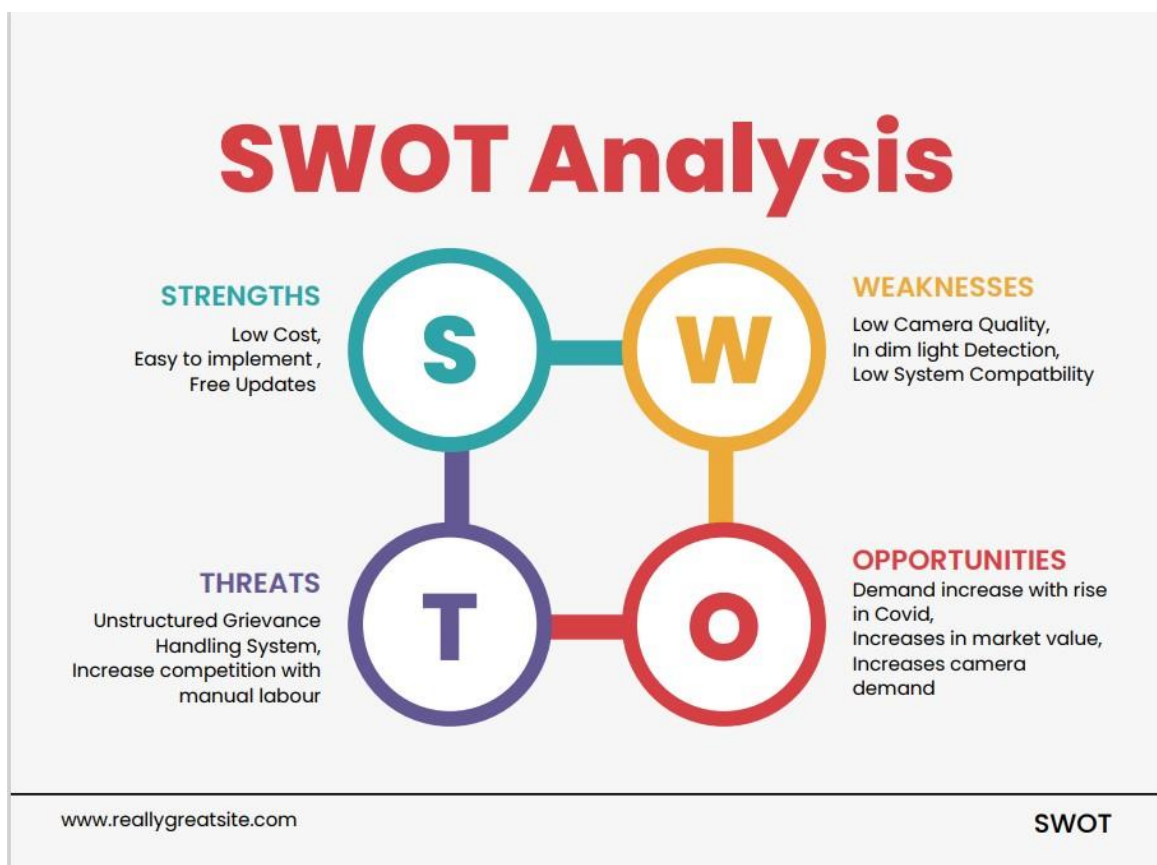 SWOT Analysis
STRENGTHS
Low Cost,
Easy to implement ,
Free Updates
S
W
WEAKNESSES
Low Camera Quality,
In dim light Detection,
Low System Compatbility
THREATS
Unstructured Grievance
Handling System,
Increase competition with
manual labour
T
O
OPPORTUNITIES
Demand increase with rise
in Covid,
Increases in market value,
Increases camera
demand
www.reallygreatsite.com
SWOT